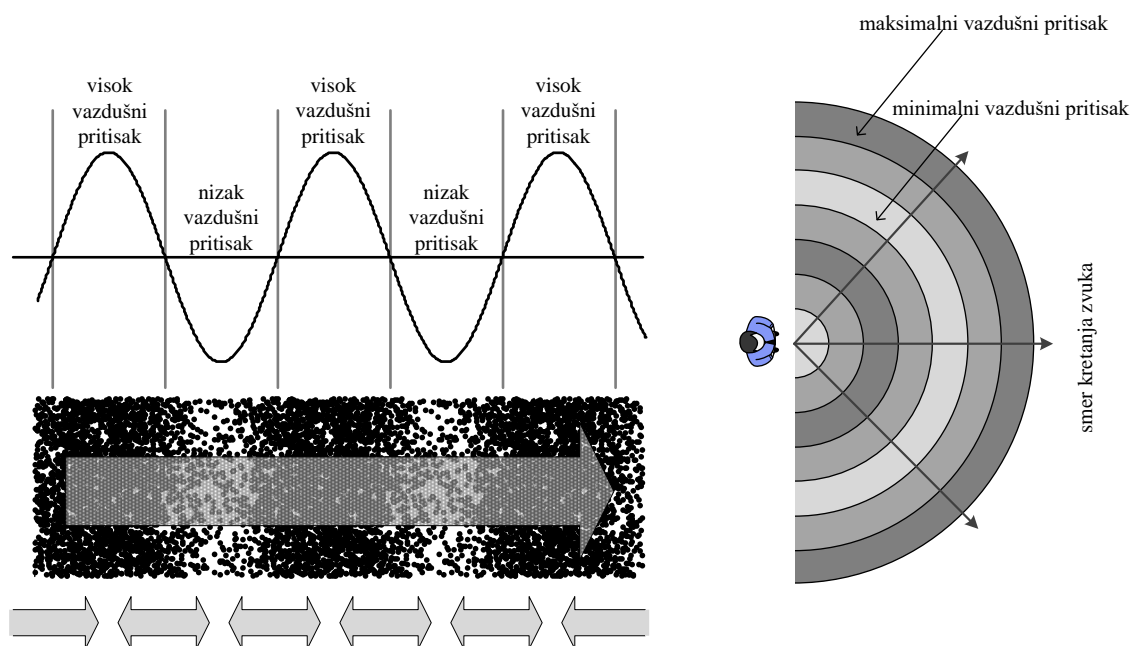 visok
vazdušni
pritisak
nizak
vazdušni
pritisak
visok
vazdušni
pritisak
nizak
vazdušni
pritisak
visok
vazdušni
pritisak
maksimalni vazdušni pritisak
minimalni vazdušni pritisak
smer kretanja zvuka